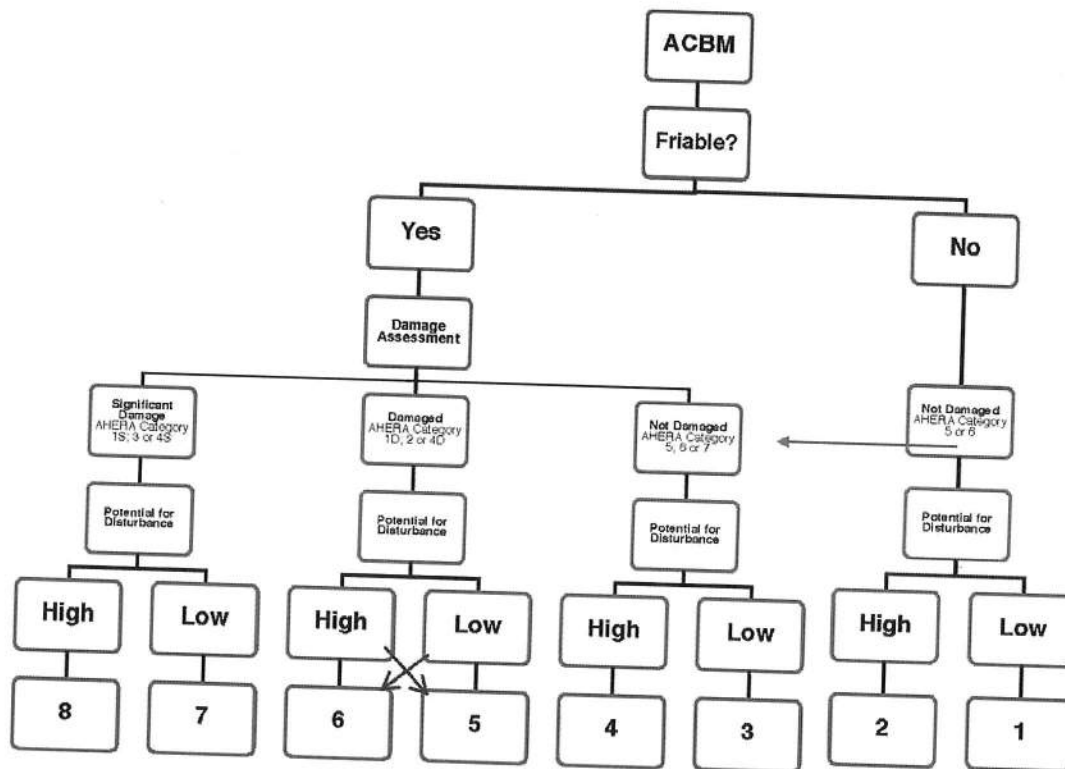 ACBM
Friable?
Yes
No
Damage
Assessment
Significant
Damage
AHERA Category
1S; 3 or 4S
Damaged
AHERA Category
1D; 2 or 4D
Not Damaged
AHERA Category
5, 6 or 7
Not Damaged
AHERA Category
5 or 6
Potential for
Disturbance
Potential for
Disturbance
Potential for
Disturbance
Potential for
Disturbance
High
Low
High
Low
High
Low
High
Low
8
7
6
5
4
3
2
1